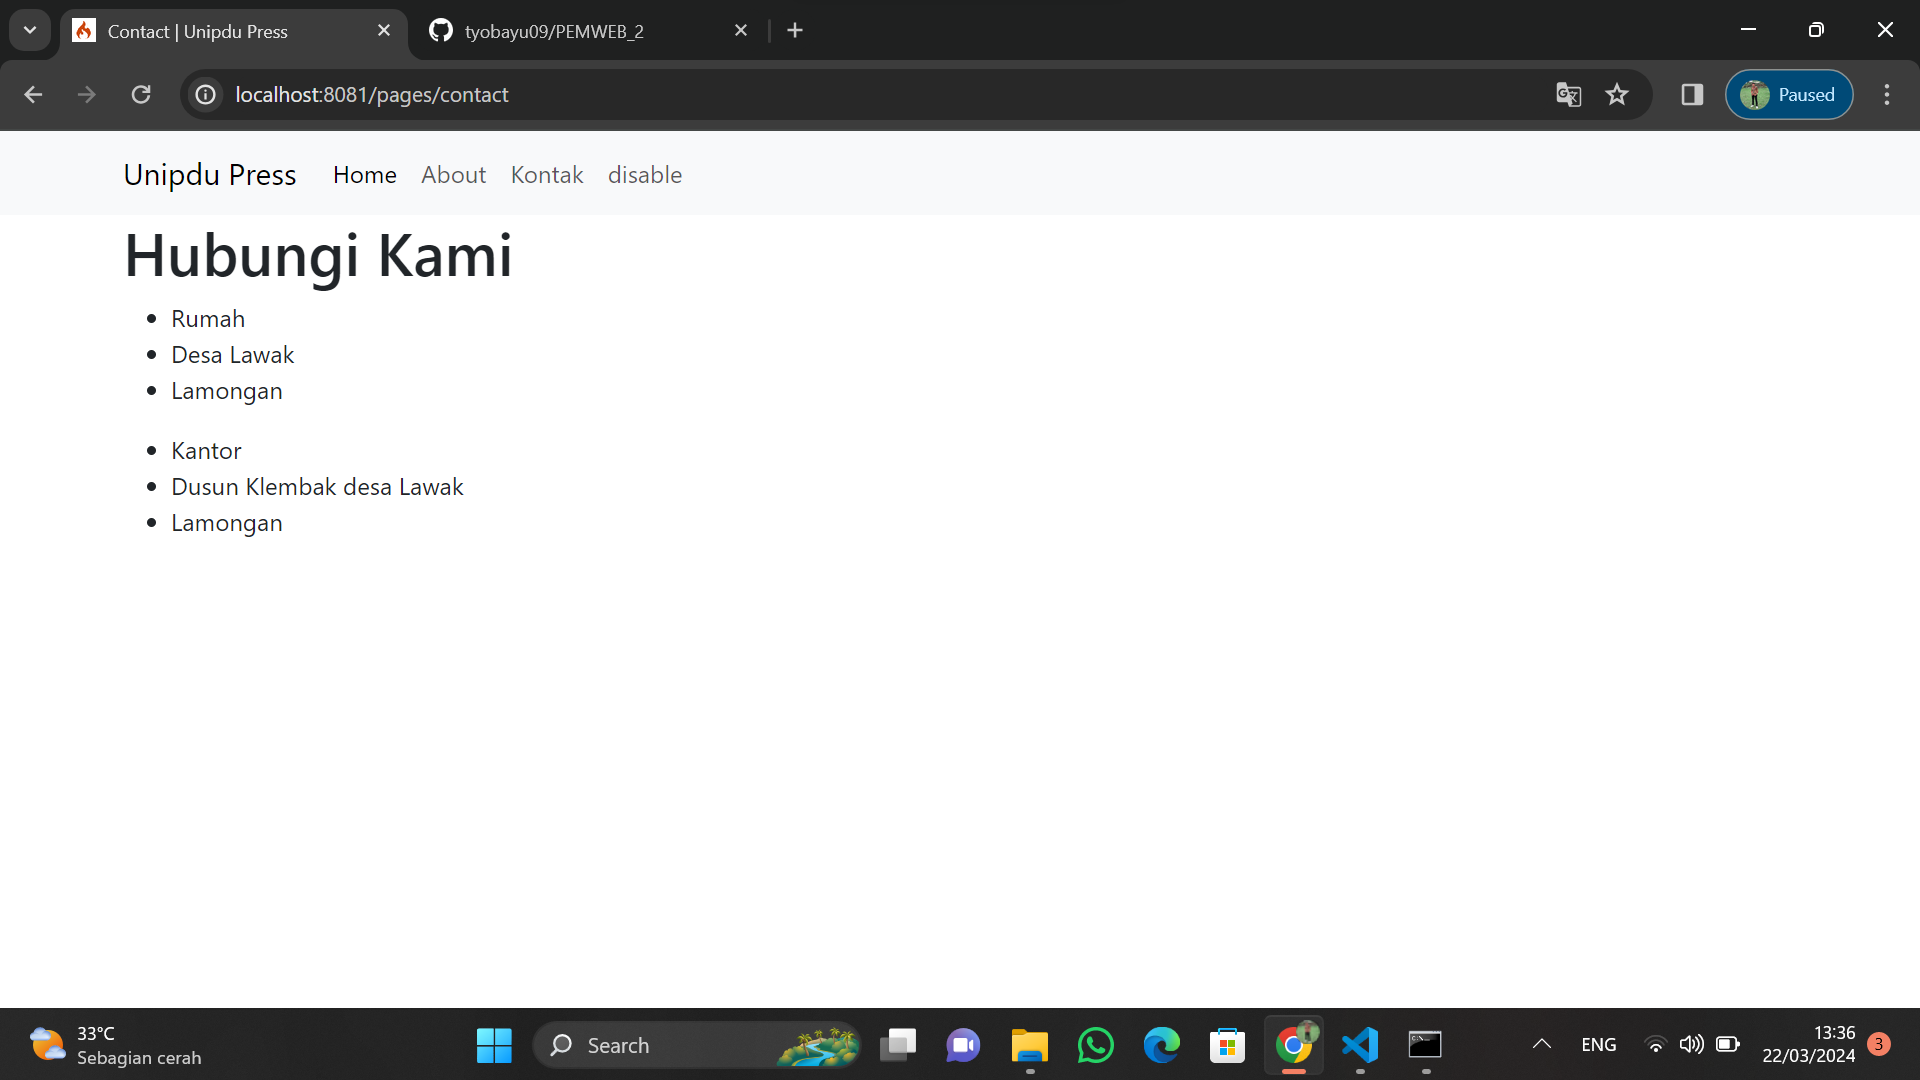 Contact | Unipdu Press
tyobayu09/PEMWEB_2
localhost:8081/pages/contact
Paused
Unipdu Press Home About Kontak disable
Hubungi Kami
Rumah
Desa Lawak
Lamongan
Kantor
Dusun Klembak desa Lawak
Lamongan
33°C
Sebagian cerah
Search
ENG
13:36
22/03/2024
3